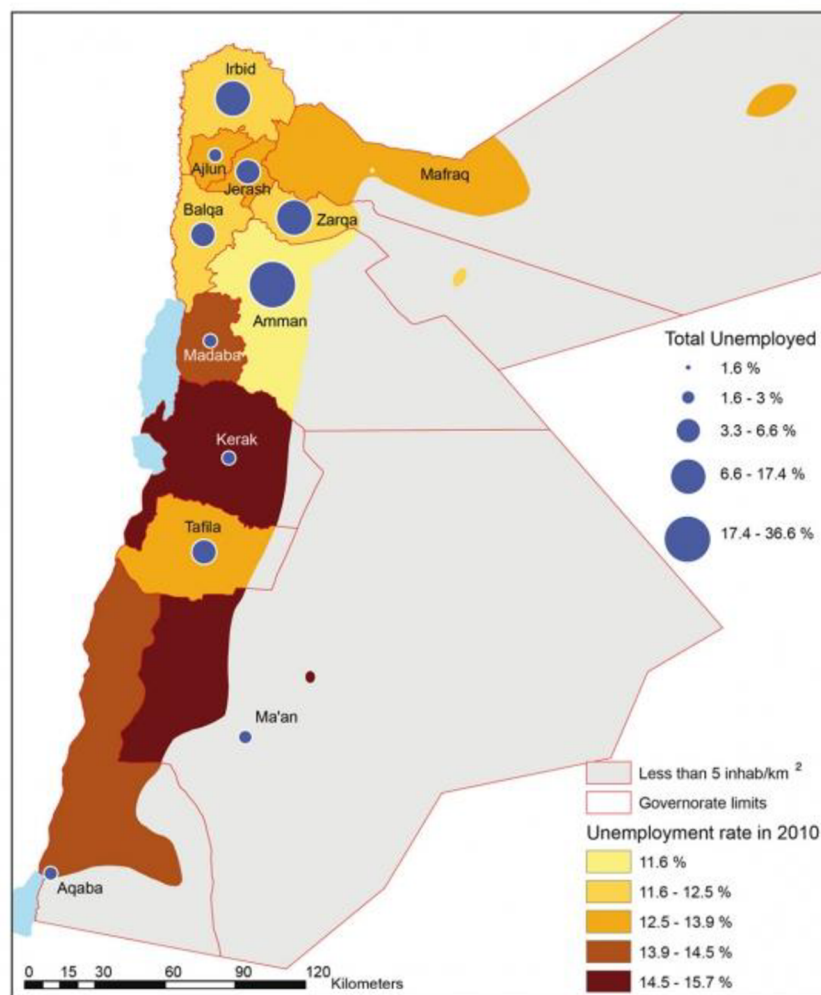 Irbid
Ajlun
Jerash
Mafraq
Balqa
Zarqa
Amman
Madaba
Kerak
Tafila
Ma'an
Aqaba
Total Unemployed
1.6 %
1.6 - 3 %
3.3 - 6.6 %
6.6 - 17.4 %
17.4 - 36.6 %
Less than 5 inhab/km ²
Governorate limits
Unemployment rate in 2010
11.6 %
11.6 - 12.5 %
12.5 - 13.9 %
13.9 - 14.5 %
14.5 - 15.7 %
0 15 30 60 90 120
Kilometers